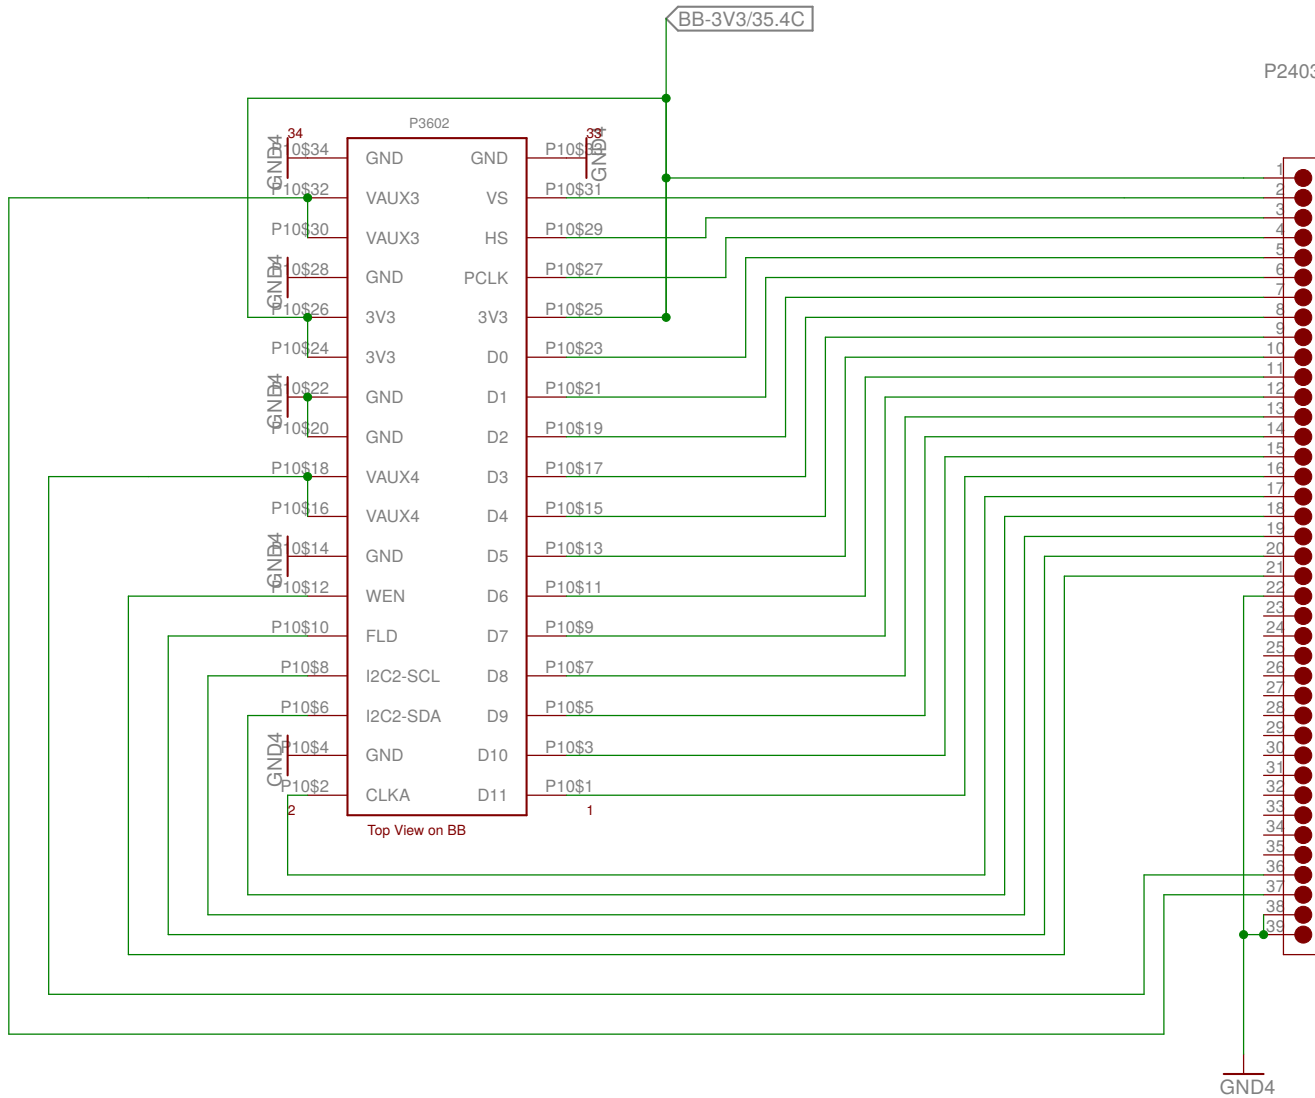 BB-3V3/35.4C
P2403
P3602
34
33
GND4 P10$34 GND GND P10$33 GND4
P10$32 VAUX3 VS P10$31
P10$30 VAUX3 HS P10$29
GND4 P10$28 GND PCLK P10$27
P10$26 3V3 3V3 P10$25
P10$24 3V3 D0 P10$23
GND4 P10$22 GND D1 P10$21
P10$20 GND D2 P10$19
P10$18 VAUX4 D3 P10$17
P10$16 VAUX4 D4 P10$15
GND4 P10$14 GND D5 P10$13
P10$12 WEN D6 P10$11
P10$10 FLD D7 P10$9
P10$8 I2C2-SCL D8 P10$7
P10$6 I2C2-SDA D9 P10$5
GND4 P10$4 GND D10 P10$3
P10$2 CLKA D11 P10$1
2
1
Top View on BB
1
2
3
4
5
6
7
8
9
10
11
12
13
14
15
16
17
18
19
20
21
22
23
24
25
26
27
28
29
30
31
32
33
34
35
36
37
38
39
GND4